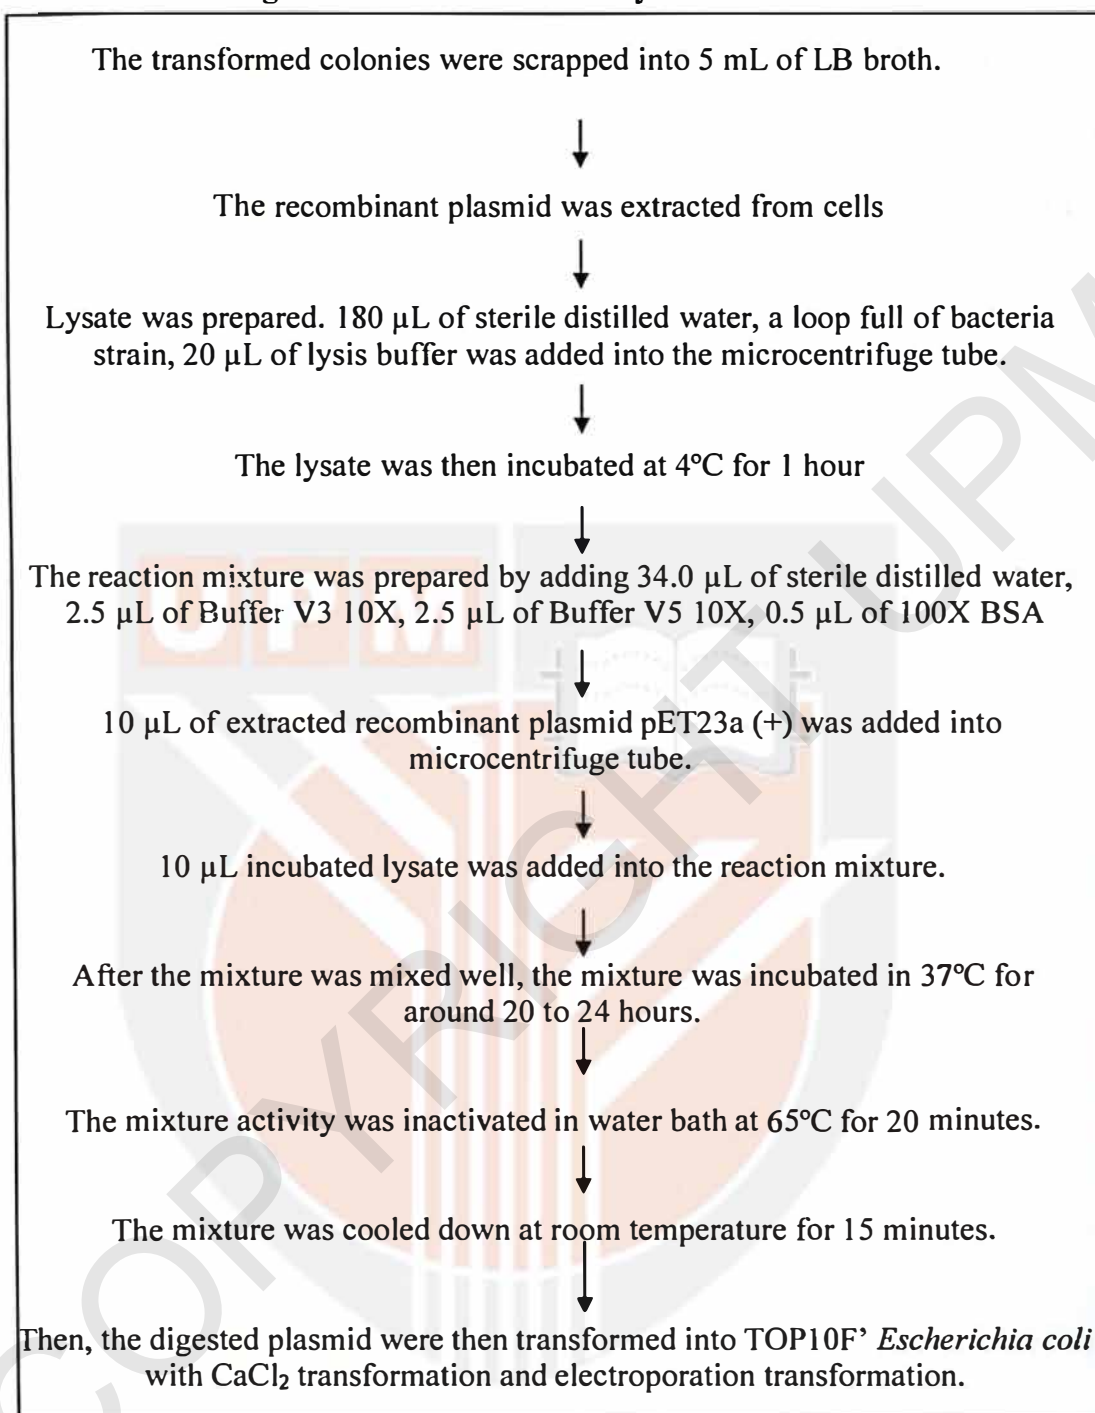 The transformed colonies were scrapped into 5 mL of LB broth.
↓
The recombinant plasmid was extracted from cells
↓
Lysate was prepared. 180 µL of sterile distilled water, a loop full of bacteria
strain, 20 µL of lysis buffer was added into the microcentrifuge tube.
↓
The lysate was then incubated at 4ºC for 1 hour
↓
The reaction mixture was prepared by adding 34.0 µL of sterile distilled water,
2.5 µL of Buffer V3 10X, 2.5 µL of Buffer V5 10X, 0.5 µL of 100X BSA
↓
10 µL of extracted recombinant plasmid pET23a (+) was added into
microcentrifuge tube.
↓
10 µL incubated lysate was added into the reaction mixture.
↓
After the mixture was mixed well, the mixture was incubated in 37ºC for
around 20 to 24 hours.
↓
The mixture activity was inactivated in water bath at 65ºC for 20 minutes.
↓
The mixture was cooled down at room temperature for 15 minutes.
↓
Then, the digested plasmid were then transformed into TOP10F’ Escherichia coli
with CaCl₂ transformation and electroporation transformation.
UPM
COPYRIGHT UPM